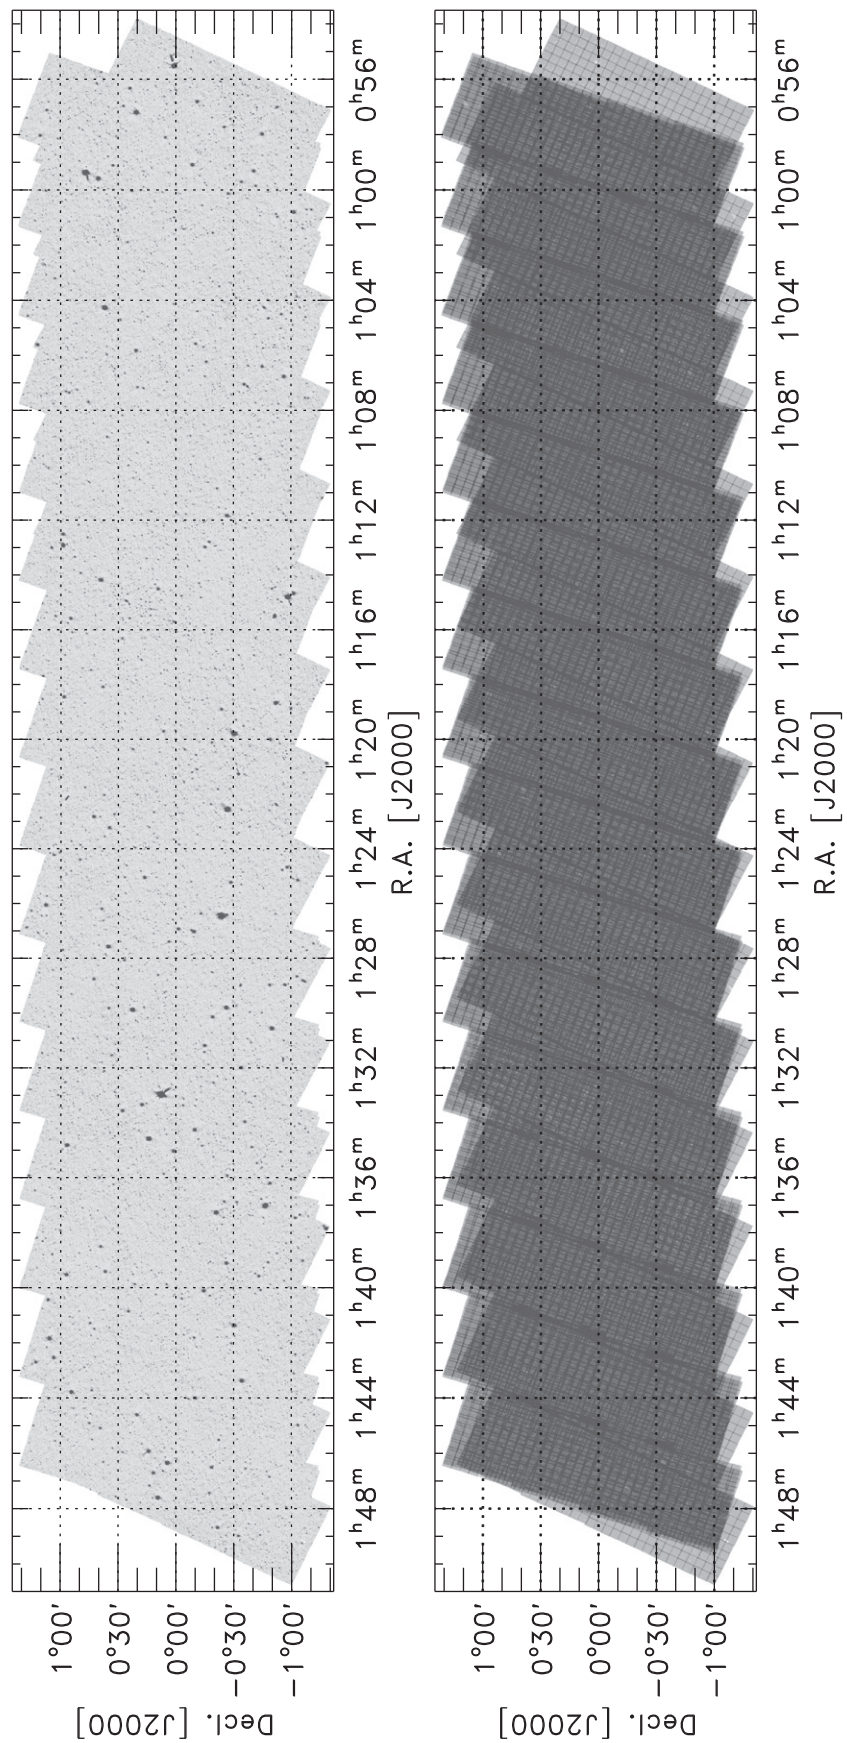 Decl. [J2000]
1°00'
0°30'
0°00'
−0°30'
−1°00'
1ʰ48ᵐ
1ʰ44ᵐ
1ʰ40ᵐ
1ʰ36ᵐ
1ʰ32ᵐ
1ʰ28ᵐ
1ʰ24ᵐ
1ʰ20ᵐ
1ʰ16ᵐ
1ʰ12ᵐ
1ʰ08ᵐ
1ʰ04ᵐ
1ʰ00ᵐ
0ʰ56ᵐ
R.A. [J2000]
Decl. [J2000]
1°00'
0°30'
0°00'
−0°30'
−1°00'
1ʰ48ᵐ
1ʰ44ᵐ
1ʰ40ᵐ
1ʰ36ᵐ
1ʰ32ᵐ
1ʰ28ᵐ
1ʰ24ᵐ
1ʰ20ᵐ
1ʰ16ᵐ
1ʰ12ᵐ
1ʰ08ᵐ
1ʰ04ᵐ
1ʰ00ᵐ
0ʰ56ᵐ
R.A. [J2000]